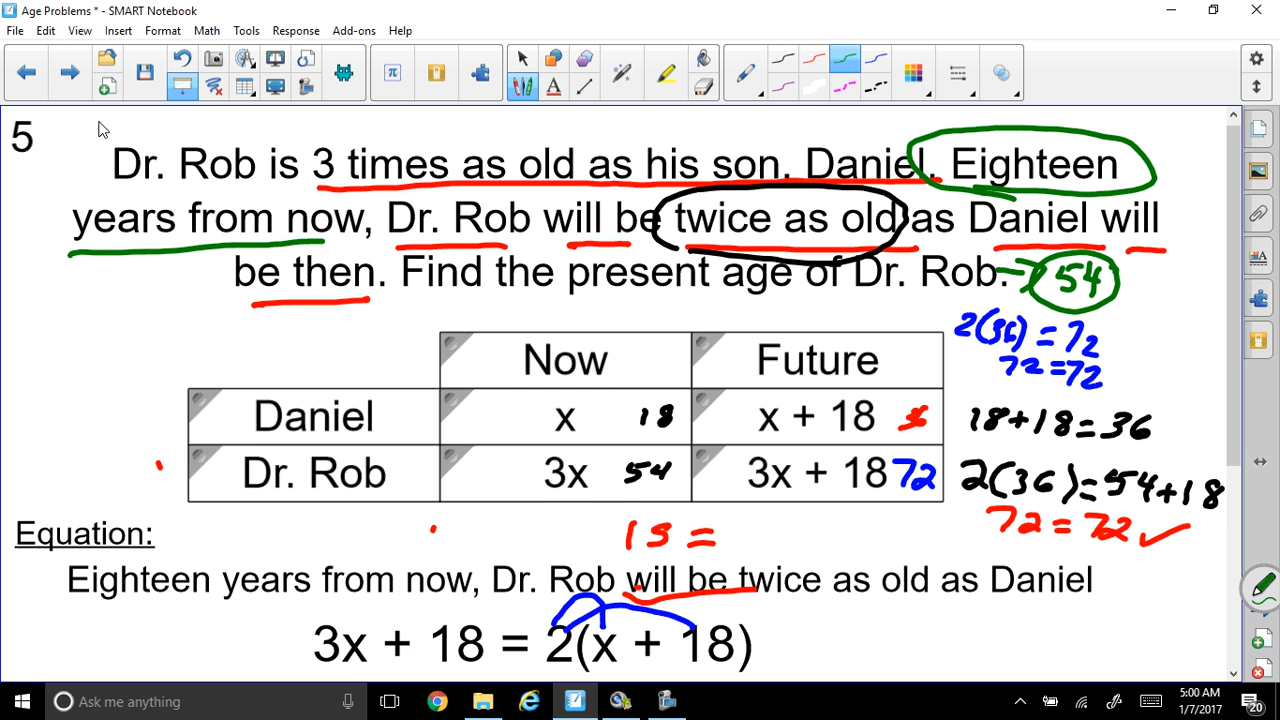 Age Problems * - SMART Notebook
File Edit View Insert Format Math Tools Response Add-ons Help
5
Dr. Rob is 3 times as old as his son. Daniel. Eighteen
years from now, Dr. Rob will be twice as old as Daniel will
be then. Find the present age of Dr. Rob. 54
2(36) = 72
72 = 72
Now Future
Daniel x 18 x + 18
18+18=36
Dr. Rob 3x 54 3x + 18 72
2(36)=54+18
72 = 72 ✓
Equation:
Eighteen years from now, Dr. Rob will be twice as old as Daniel
3x + 18 = 2(x + 18)
Ask me anything
5:00 AM
1/7/2017
20